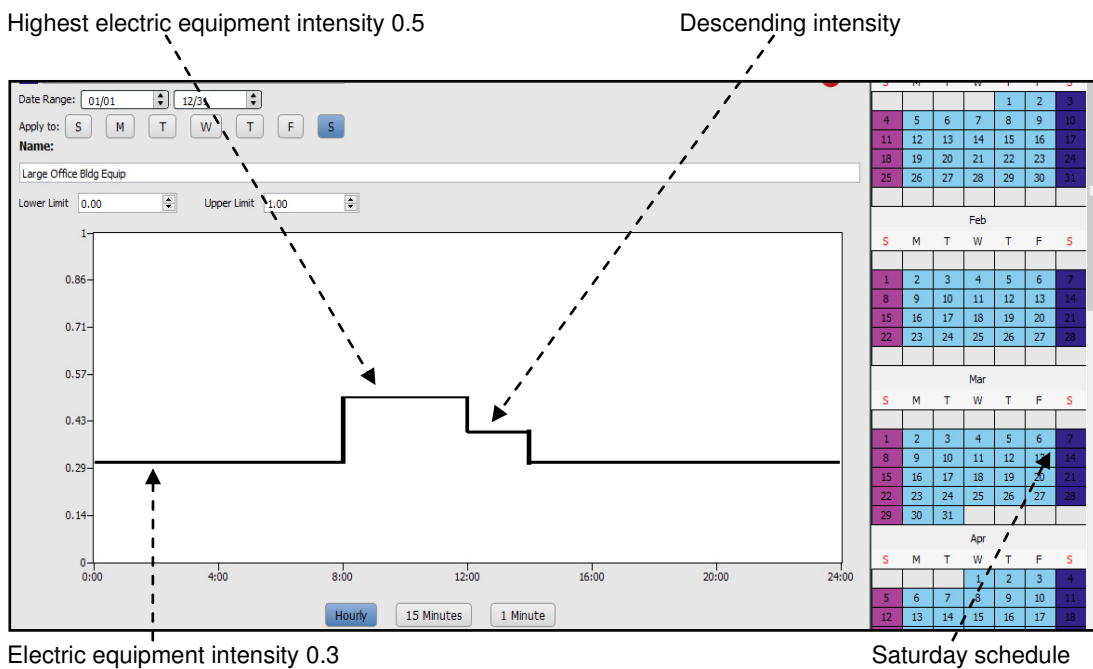 Highest electric equipment intensity 0.5 Descending intensity
Date Range: 01/01 12/31
Apply to: S M T W T F S
Name:
Large Office Bldg Equip
Lower Limit 0.00 Upper Limit 1.00
1
0.86
0.71
0.57
0.43
0.29
0.14
0
0:00 4:00 8:00 12:00 16:00 20:00 24:00
Hourly 15 Minutes 1 Minute
1 2 3
4 5 6 7 8 9 10
11 12 13 14 15 16 17
18 19 20 21 22 23 24
25 26 27 28 29 30 31
Feb
S M T W T F S
1 2 3 4 5 6 7
8 9 10 11 12 13 14
15 16 17 18 19 20 21
22 23 24 25 26 27 28
Mar
S M T W T F S
1 2 3 4 5 6 7
8 9 10 11 12 13 14
15 16 17 18 19 20 21
22 23 24 25 26 27 28
29 30 31
Apr
S M T W T F S
1 2 3 4
5 6 7 8 9 10 11
12 13 14 15 16 17 18
Electric equipment intensity 0.3 Saturday schedule